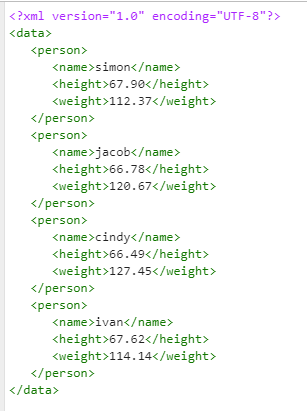 <?xml version="1.0" encoding="UTF-8"?>
<data>
   <person>
      <name>simon</name>
      <height>67.90</height>
      <weight>112.37</weight>
   </person>
   <person>
      <name>jacob</name>
      <height>66.78</height>
      <weight>120.67</weight>
   </person>
   <person>
      <name>cindy</name>
      <height>66.49</height>
      <weight>127.45</weight>
   </person>
   <person>
      <name>ivan</name>
      <height>67.62</height>
      <weight>114.14</weight>
   </person>
</data>